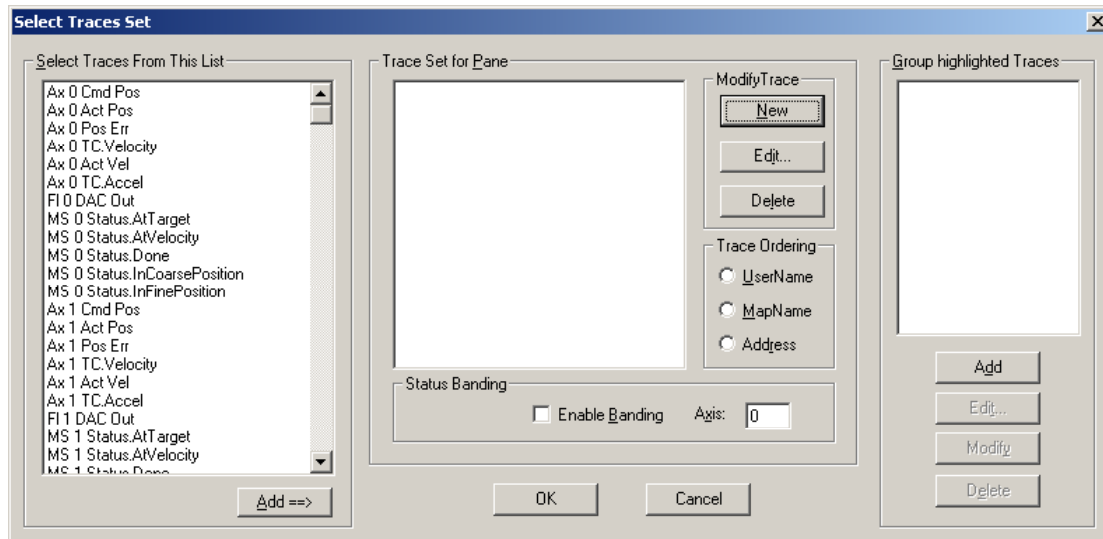 Select Traces Set
Select Traces From This List
Ax 0 Cmd Pos
Ax 0 Act Pos
Ax 0 Pos Err
Ax 0 TC.Velocity
Ax 0 Act Vel
Ax 0 TC.Accel
Fl 0 DAC Out
MS 0 Status.AtTarget
MS 0 Status.AtVelocity
MS 0 Status.Done
MS 0 Status.InCoarsePosition
MS 0 Status.InFinePosition
Ax 1 Cmd Pos
Ax 1 Act Pos
Ax 1 Pos Err
Ax 1 TC.Velocity
Ax 1 Act Vel
Ax 1 TC.Accel
Fl 1 DAC Out
MS 1 Status.AtTarget
MS 1 Status.AtVelocity
MS 1 Status.Done
Add ==>
Trace Set for Pane
ModifyTrace
New
Edit...
Delete
Trace Ordering
UserName
MapName
Address
Status Banding
Enable Banding
Axis:
0
OK
Cancel
Group highlighted Traces
Add
Edit...
Modify
Delete